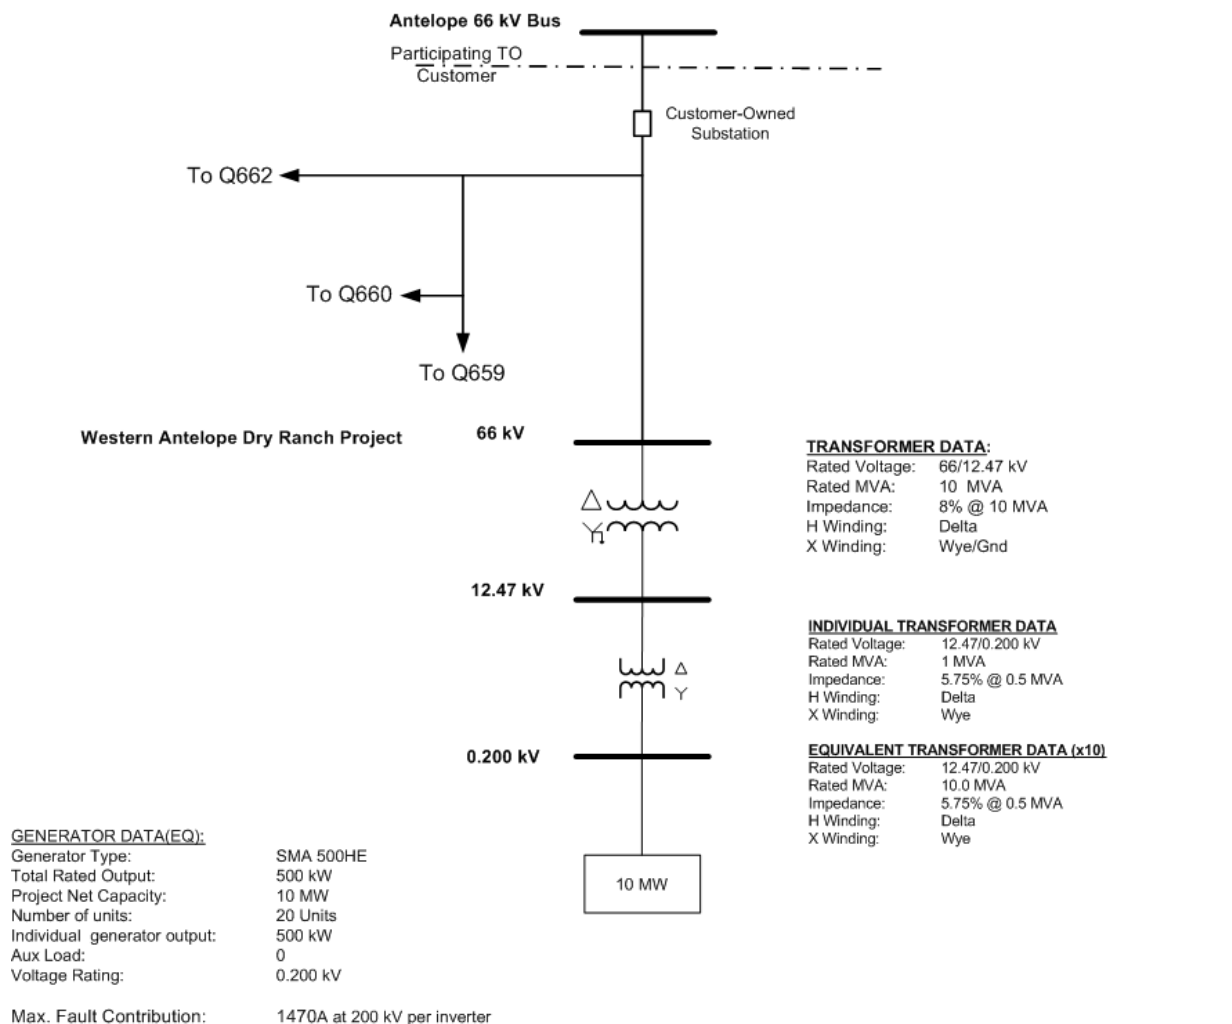 Antelope 66 kV Bus
Participating TO
Customer
Customer-Owned
Substation
To Q662
To Q660
To Q659
Western Antelope Dry Ranch Project
66 kV
TRANSFORMER DATA:
Rated Voltage: 66/12.47 kV
Rated MVA: 10 MVA
Impedance: 8% @ 10 MVA
H Winding: Delta
X Winding: Wye/Gnd
12.47 kV
INDIVIDUAL TRANSFORMER DATA
Rated Voltage: 12.47/0.200 kV
Rated MVA: 1 MVA
Impedance: 5.75% @ 0.5 MVA
H Winding: Delta
X Winding: Wye
0.200 kV
EQUIVALENT TRANSFORMER DATA (x10)
Rated Voltage: 12.47/0.200 kV
Rated MVA: 10.0 MVA
Impedance: 5.75% @ 0.5 MVA
H Winding: Delta
X Winding: Wye
10 MW
GENERATOR DATA(EQ):
Generator Type: SMA 500HE
Total Rated Output: 500 kW
Project Net Capacity: 10 MW
Number of units: 20 Units
Individual generator output: 500 kW
Aux Load: 0
Voltage Rating: 0.200 kV
Max. Fault Contribution: 1470A at 200 kV per inverter